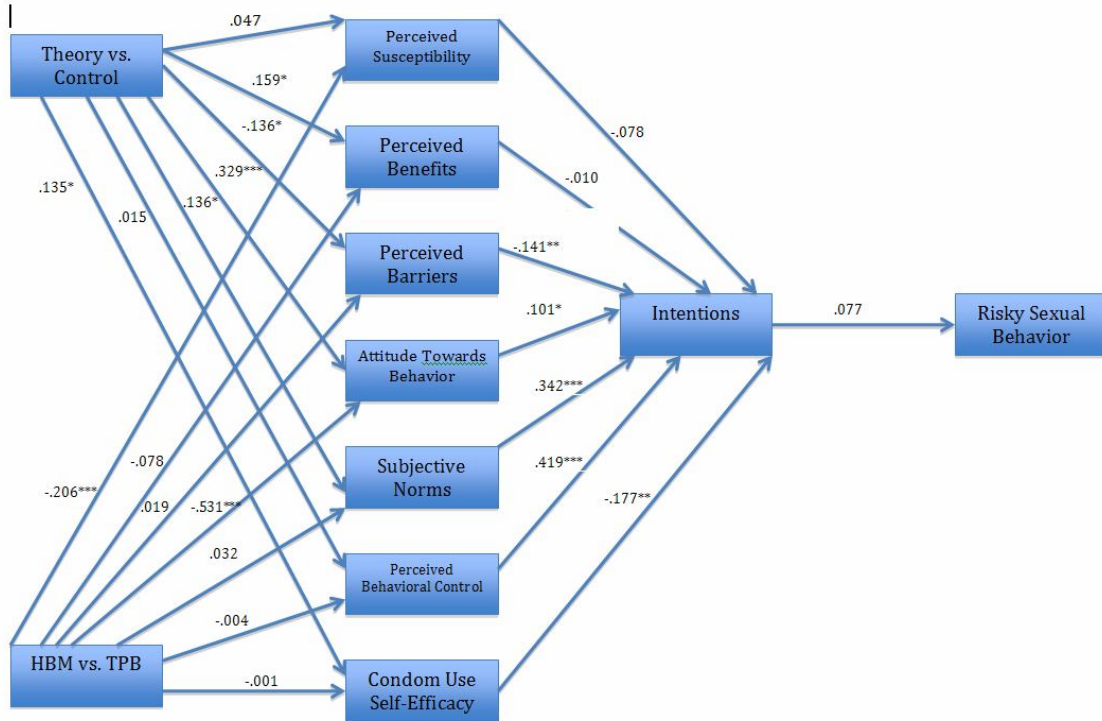 .047
Theory vs.
Control
Perceived
Susceptibility
.159*
-.136*
-.078
.329***
Perceived
Benefits
-.010
.135*
.015
.136*
Perceived
Barriers
-.141**
.101*
Intentions
.077
Risky Sexual
Behavior
Attitude Towards
Behavior
.342***
-.078
Subjective
Norms
.419***
-.206***
.019
-.531***
-.177**
.032
Perceived
Behavioral Control
-.004
HBM vs. TPB
-.001
Condom Use
Self-Efficacy